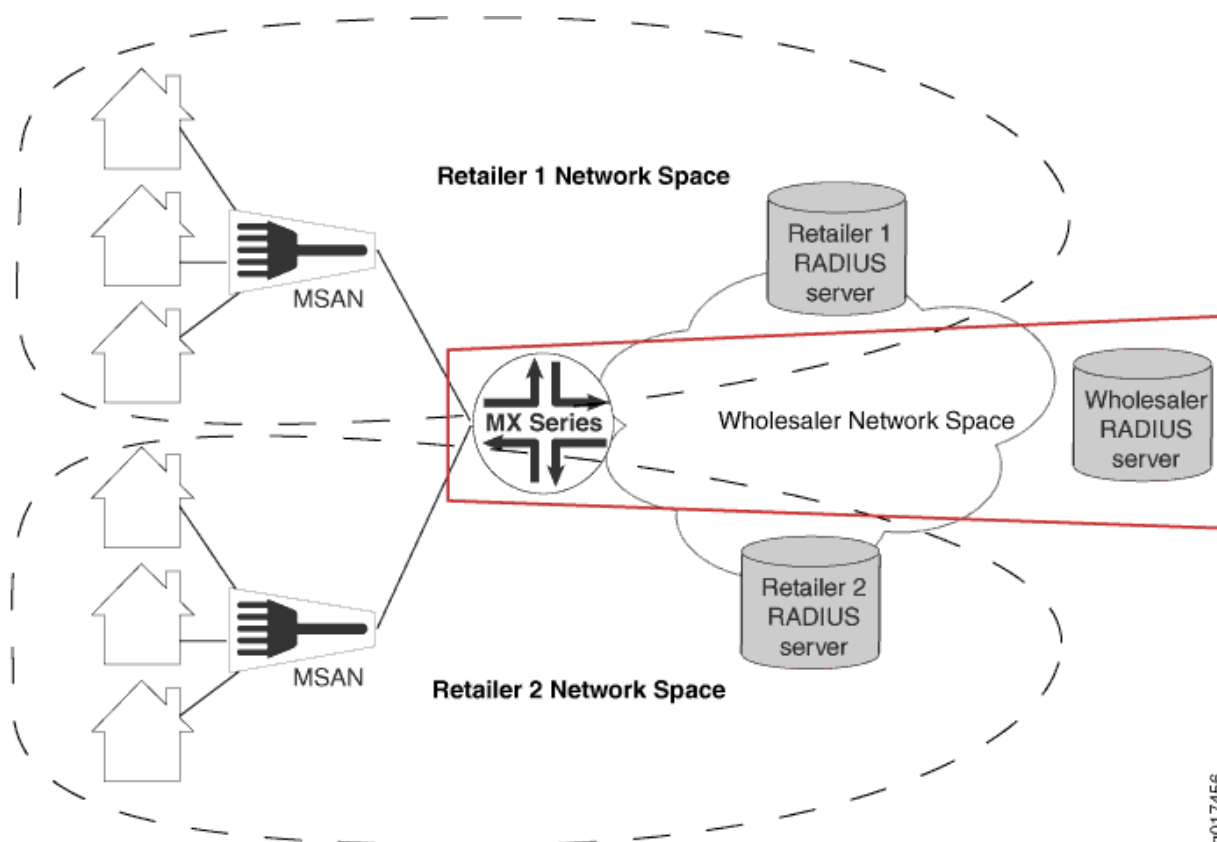 Retailer 1 Network Space
Retailer 1
RADIUS
server
MSAN
MX Series
Wholesaler Network Space
Wholesaler
RADIUS
server
Retailer 2
RADIUS
server
MSAN
Retailer 2 Network Space
g017456